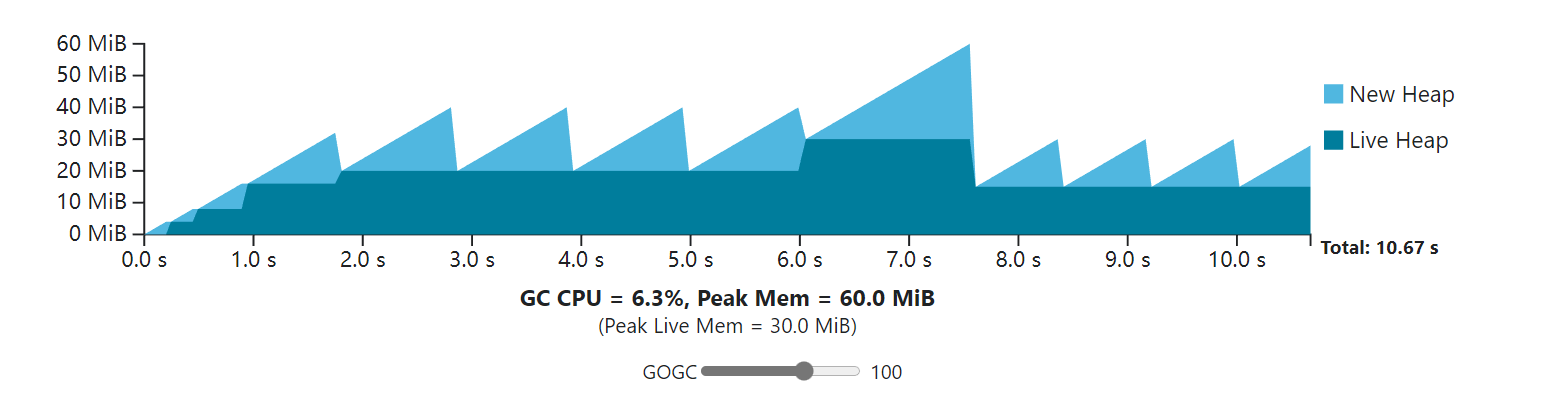 60 MiB
50 MiB
40 MiB
30 MiB
20 MiB
10 MiB
0 MiB
0.0 s 1.0 s 2.0 s 3.0 s 4.0 s 5.0 s 6.0 s 7.0 s 8.0 s 9.0 s 10.0 s
Total: 10.67 s
New Heap
Live Heap
GC CPU = 6.3%, Peak Mem = 60.0 MiB
(Peak Live Mem = 30.0 MiB)
GOGC 100